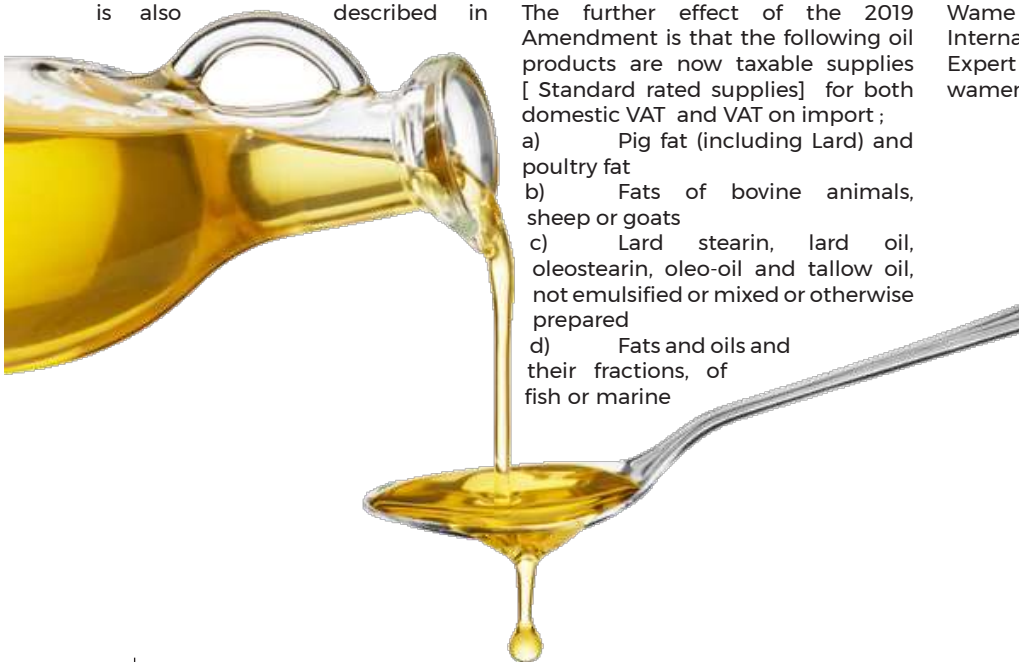 is also described in
The further effect of the 2019
Amendment is that the following oil
products are now taxable supplies
[ Standard rated supplies] for both
domestic VAT and VAT on import ;
a) Pig fat (including Lard) and
poultry fat
b) Fats of bovine animals,
sheep or goats
c) Lard stearin, lard oil,
oleostearin, oleo-oil and tallow oil,
not emulsified or mixed or otherwise
prepared
d) Fats and oils and
their fractions, of
fish or marine
Wame
Interna
Expert
wamer